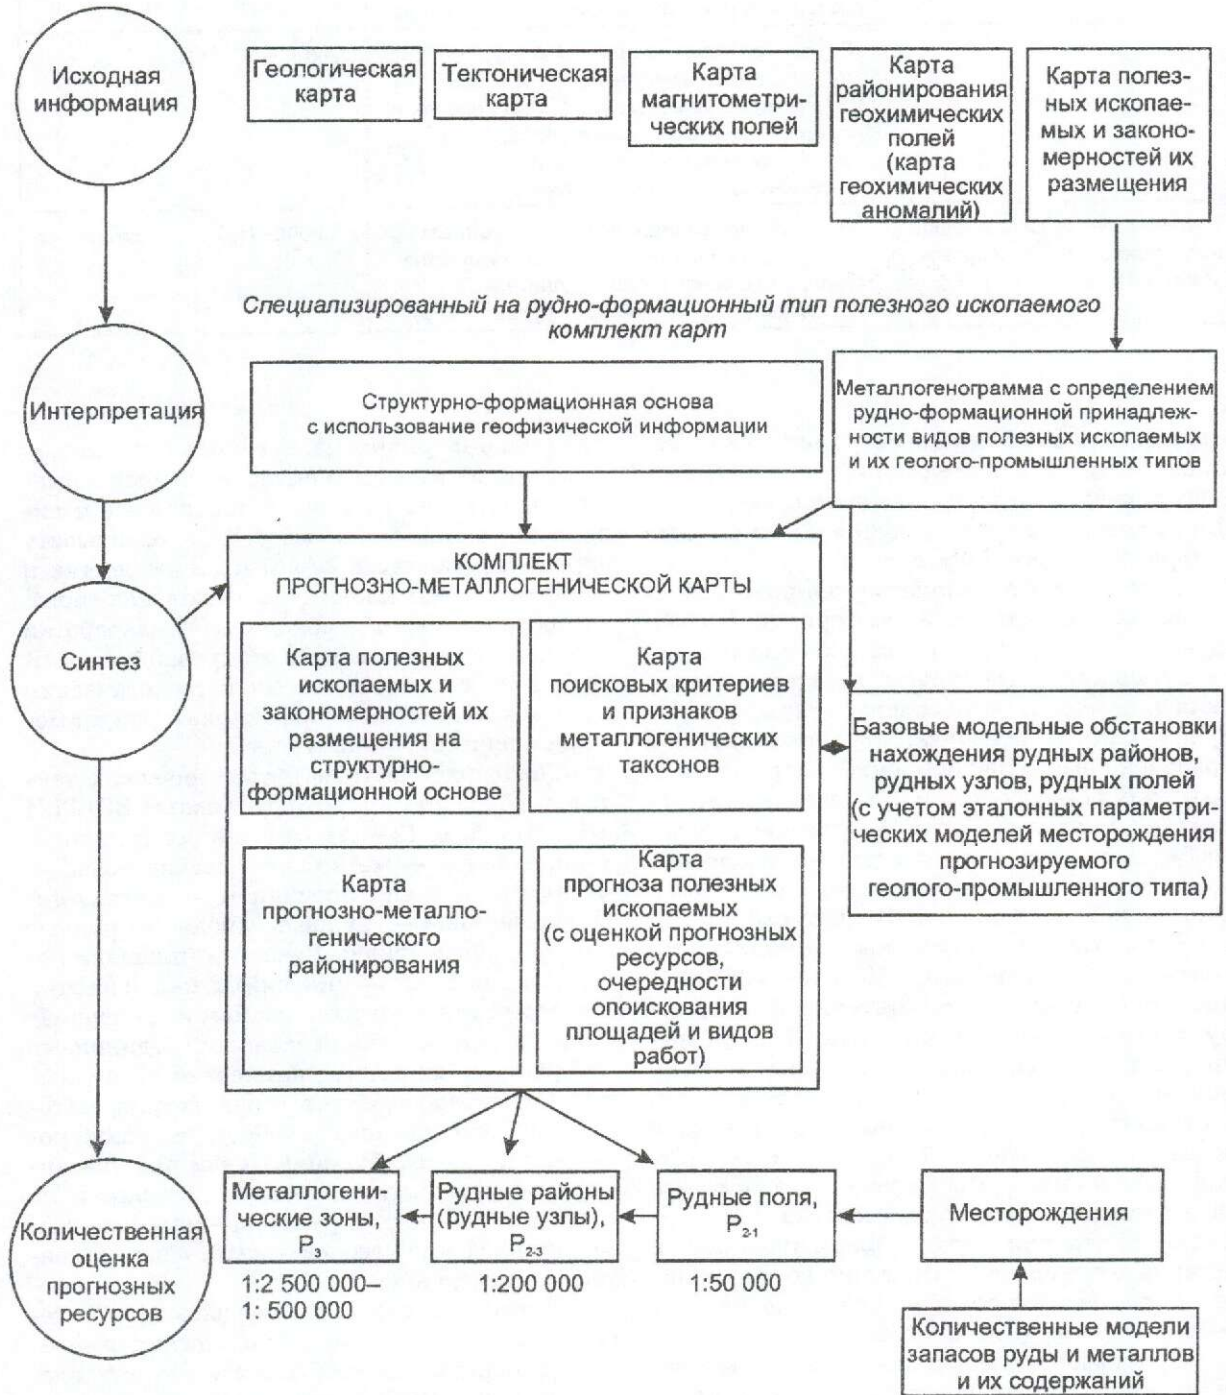 Исходная
информация
Геологическая
карта
Тектоническая
карта
Карта
магнитометри-
ческих полей
Карта
районирования
геохимических
полей
(карта
геохимических
аномалий)
Карта полез-
ных ископае-
мых и законо-
мерностей их
размещения
Специализированный на рудно-формационный тип полезного ископаемого
комплект карт
Интерпретация
Структурно-формационная основа
с использование геофизической информации
Металлогенограмма с определением
рудно-формационной принадлеж-
ности видов полезных ископаемых
и их геолого-промышленных типов
Синтез
КОМПЛЕКТ
ПРОГНОЗНО-МЕТАЛЛОГЕНИЧЕСКОЙ КАРТЫ
Карта полезных
ископаемых и
закономерностей их
размещения на
структурно-
формационной основе
Карта
поисковых критериев
и признаков
металлогенических
таксонов
Базовые модельные обстановки
нахождения рудных районов,
рудных узлов, рудных полей
(с учетом эталонных параметри-
ческих моделей месторождения
прогнозируемого
геолого-промышленного типа)
Карта
прогнозно-металло-
генического
районирования
Карта
прогноза полезных
ископаемых
(с оценкой прогнозных
ресурсов,
очередности
опоискования
площадей и видов
работ)
Количественная
оценка
прогнозных
ресурсов
Металлогени-
ческие зоны,
P₃
1:2 500 000–
1: 500 000
Рудные районы
(рудные узлы),
P₂₋₃
1:200 000
Рудные поля,
P₂₋₁
1:50 000
Месторождения
Количественные модели
запасов руды и металлов
и их содержаний